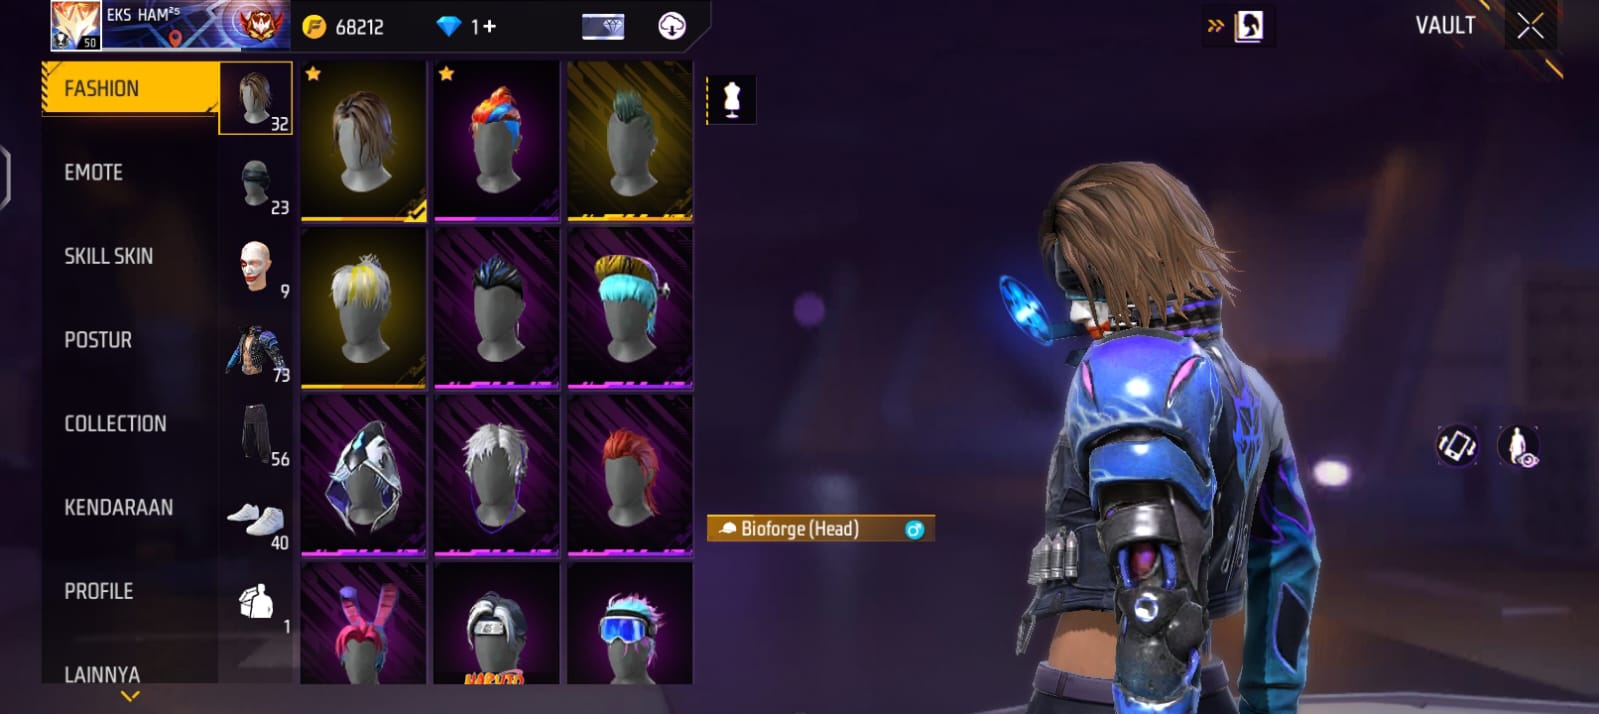 EKS HAM²⁵
50
68212
1+
VAULT
FASHION
32
EMOTE
23
SKILL SKIN
9
POSTUR
73
COLLECTION
56
KENDARAAN
40
PROFILE
1
LAINNYA
Bioforge (Head)
NARUTO